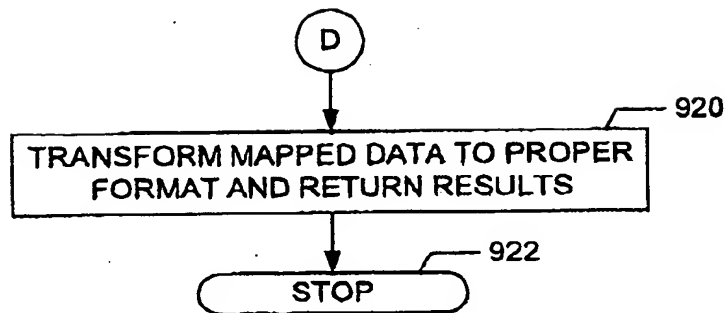 D
920
TRANSFORM MAPPED DATA TO PROPER
FORMAT AND RETURN RESULTS
922
STOP